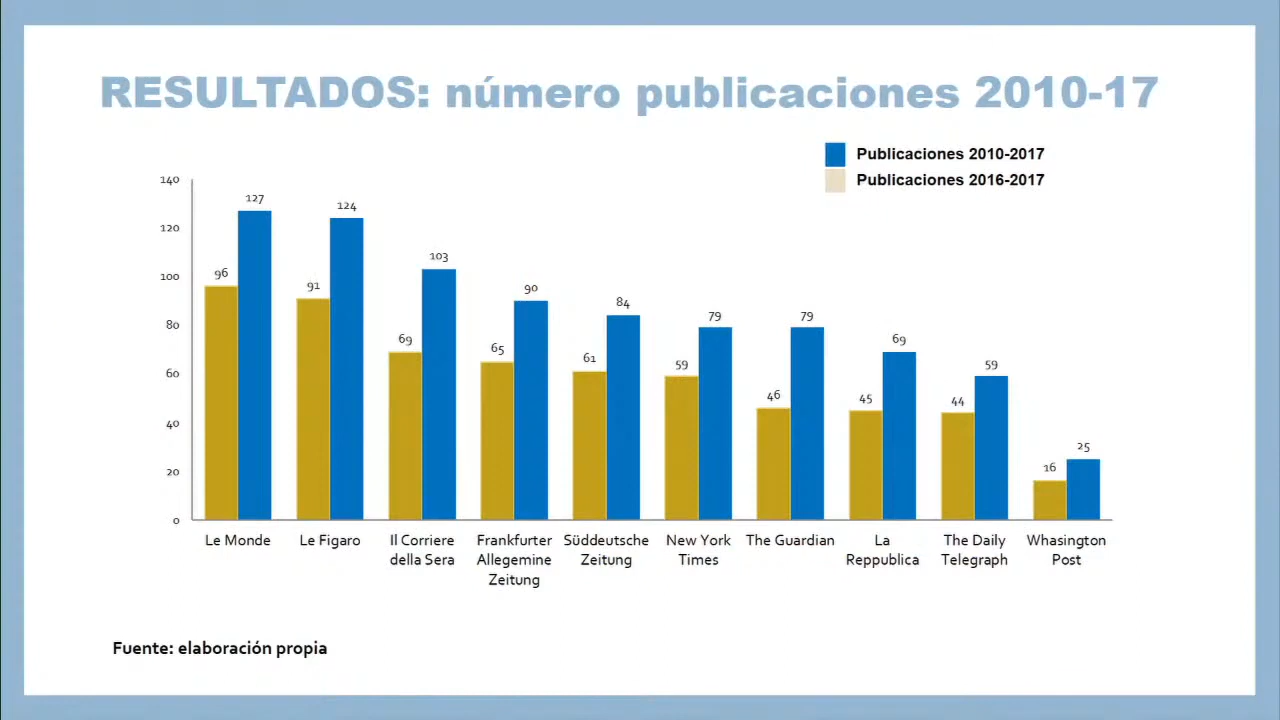 RESULTADOS: número publicaciones 2010-17
Publicaciones 2010-2017
Publicaciones 2016-2017
140
120
100
80
60
40
20
0
96 127
91 124
69 103
65 90
61 84
59 79
46 79
45 69
44 59
16 25
Le Monde
Le Figaro
Il Corriere
della Sera
Frankfurter
Allegemine
Zeitung
Süddeutsche
Zeitung
New York
Times
The Guardian
La
Reppublica
The Daily
Telegraph
Whasington
Post
Fuente: elaboración propia